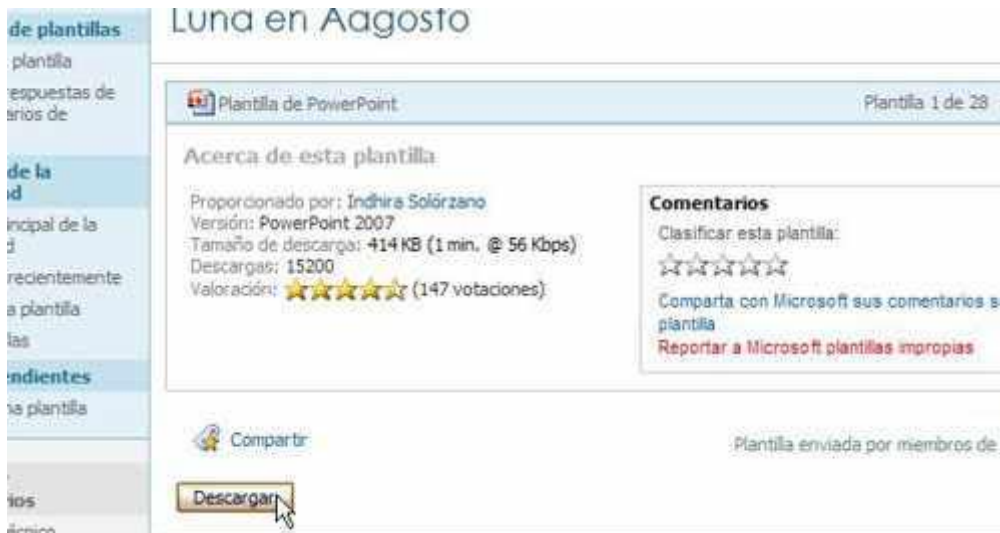 Luna en Aagosto
de plantillas
plantilla
espuestas de
arios de
de la
d
ncipal de la
d
recientemente
a plantilla
las
ndientes
na plantilla
ios
Plantilla de PowerPoint
Plantilla 1 de 28
Acerca de esta plantilla
Proporcionado por: Indhira Solórzano
Versión: PowerPoint 2007
Tamaño de descarga: 414 KB (1 min. @ 56 Kbps)
Descargas: 15200
Valoración: (147 votaciones)
Comentarios
Clasificar esta plantilla:
Comparta con Microsoft sus comentarios s
plantilla
Reportar a Microsoft plantillas impropias
Compartir
Plantilla enviada por miembros de
Descargar